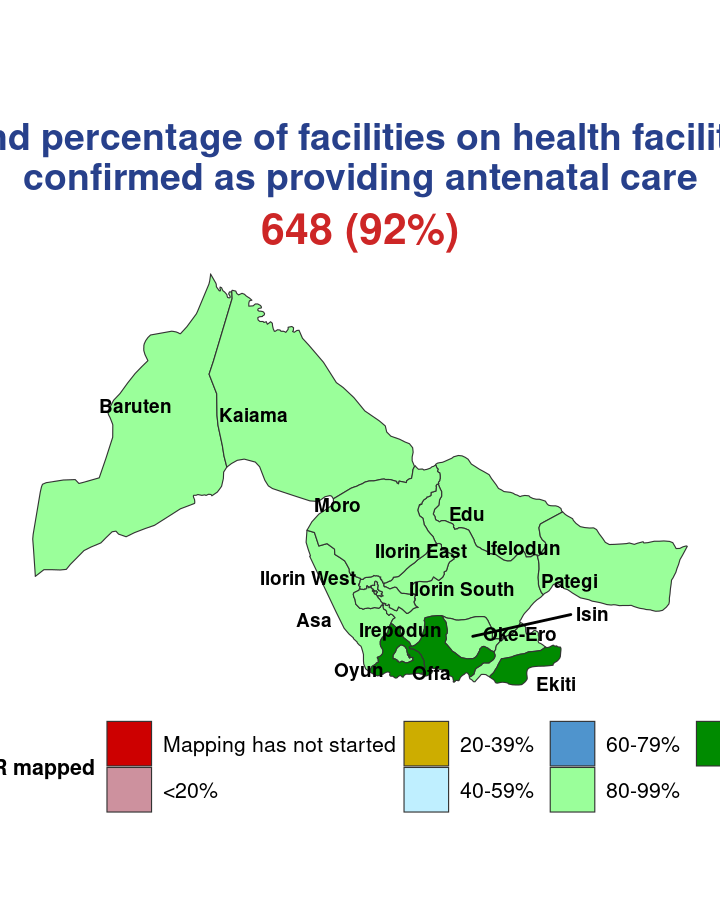 nd percentage of facilities on health facilit
confirmed as providing antenatal care
648 (92%)
Baruten
Kaiama
Moro
Edu
Ilorin East
Ifelodun
Ilorin West
Ilorin South
Pategi
Asa
Isin
Irepodun
Oke-Ero
Oyun
Offa
Ekiti
R mapped
Mapping has not started
20-39%
60-79%
<20%
40-59%
80-99%